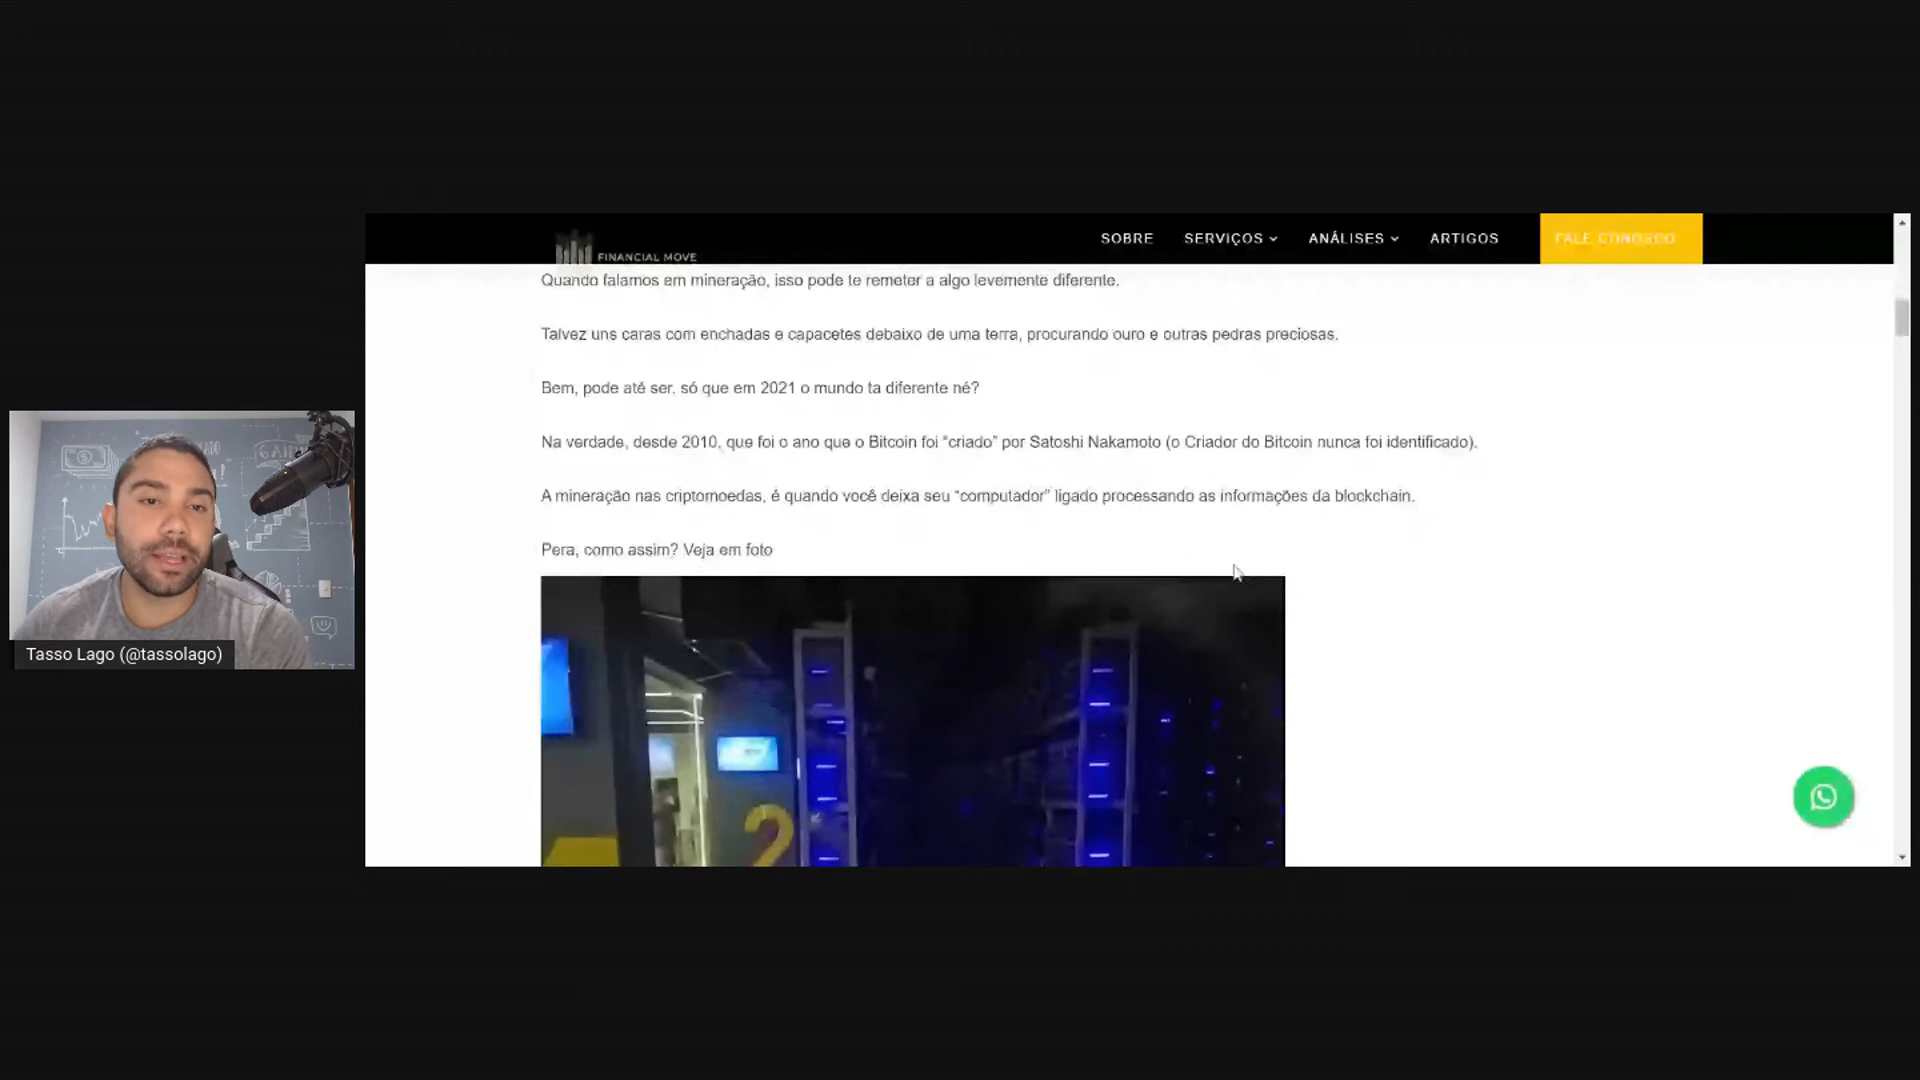 FINANCIAL MOVE
SOBRE
SERVIÇOS
ANÁLISES
ARTIGOS
FALE CONOSCO
Quando falamos em mineração, isso pode te remeter a algo levemente diferente.
Talvez uns caras com enchadas e capacetes debaixo de uma terra, procurando ouro e outras pedras preciosas.
Bem, pode até ser, só que em 2021 o mundo ta diferente né?
Na verdade, desde 2010, que foi o ano que o Bitcoin foi “criado” por Satoshi Nakamoto (o Criador do Bitcoin nunca foi identificado).
A mineração nas criptomoedas, é quando você deixa seu “computador” ligado processando as informações da blockchain.
Pera, como assim? Veja em foto
2
Tasso Lago (@tassolago)